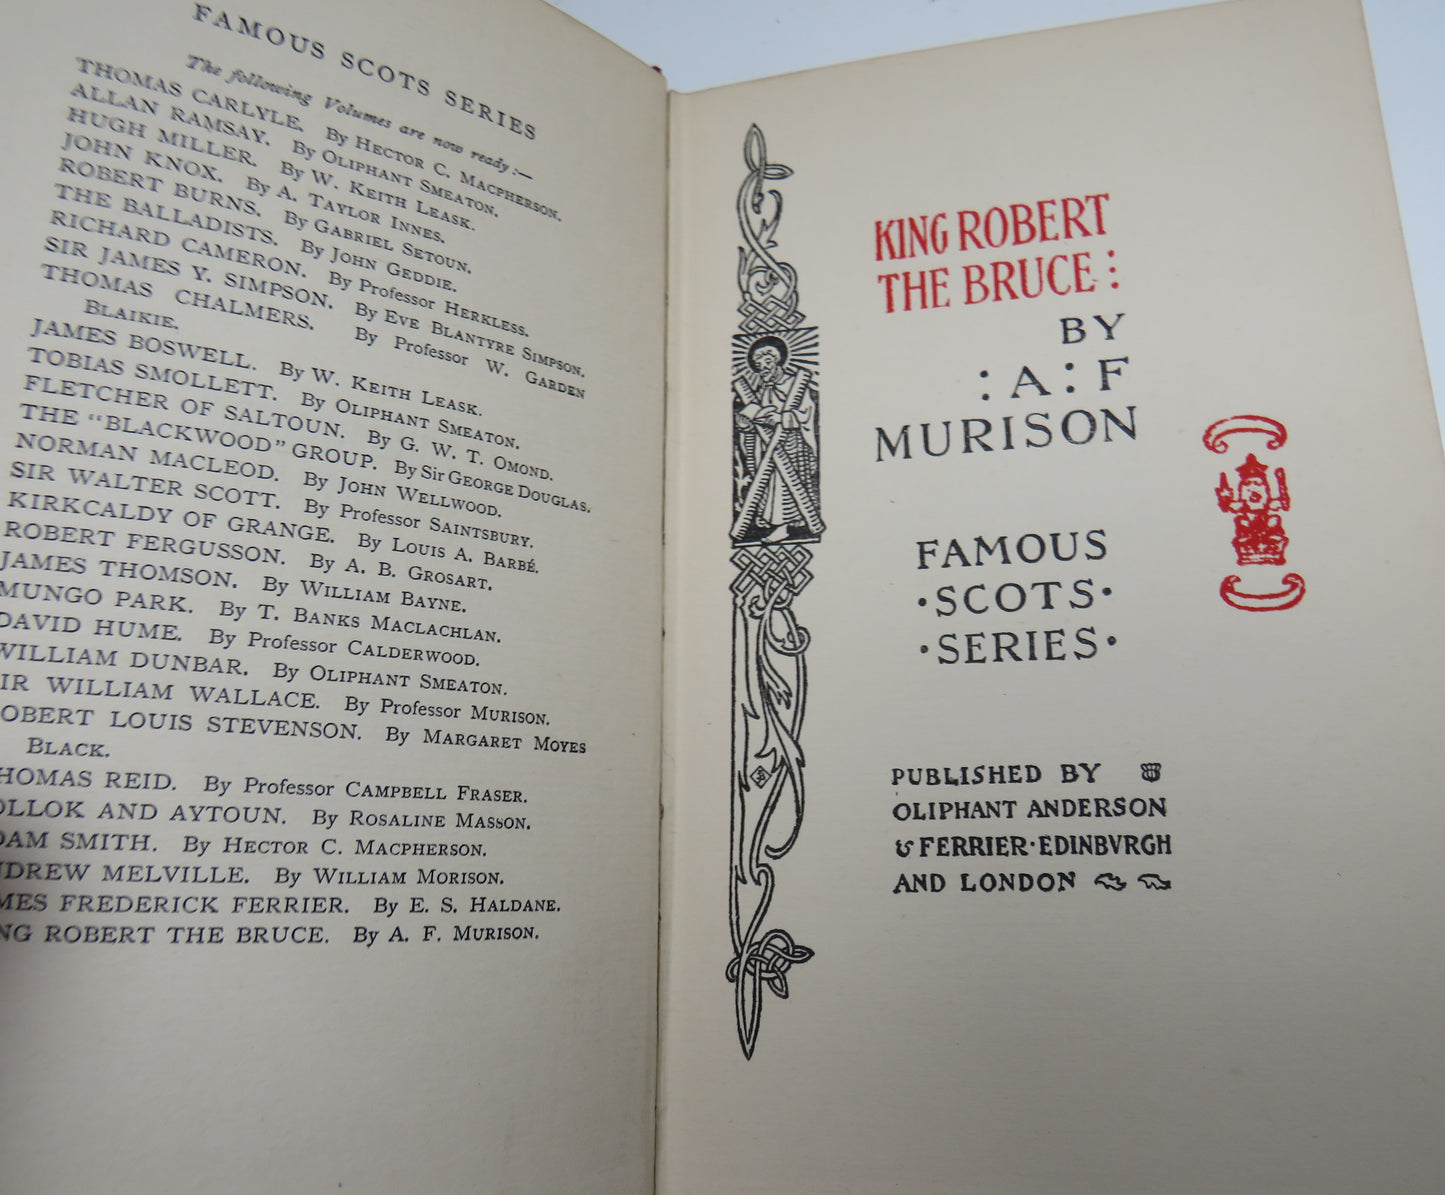 FAMOUS SCOTS SERIES
The following Volumes are now ready:—
THOMAS CARLYLE. By HECTOR C. MACPHERSON.
ALLAN RAMSAY. By OLIPHANT SMEATON.
HUGH MILLER. By W. KEITH LEASK.
JOHN KNOX. By A. TAYLOR INNES.
ROBERT BURNS. By GABRIEL SETOUN.
THE BALLADISTS. By JOHN GEDDIE.
RICHARD CAMERON. By Professor HERKLESS.
SIR JAMES Y. SIMPSON. By EVE BLANTYRE SIMPSON.
THOMAS CHALMERS. By Professor W. GARDEN
BLAIKIE.
JAMES BOSWELL. By W. KEITH LEASK.
TOBIAS SMOLLETT. By OLIPHANT SMEATON.
FLETCHER OF SALTOUN. By G. W. T. OMOND.
THE "BLACKWOOD" GROUP. By Sir GEORGE DOUGLAS.
NORMAN MACLEOD. By JOHN WELLWOOD.
SIR WALTER SCOTT. By Professor SAINTSBURY.
KIRKCALDY OF GRANGE. By LOUIS A. BARBÉ.
ROBERT FERGUSSON. By A. B. GROSART.
JAMES THOMSON. By WILLIAM BAYNE.
MUNGO PARK. By T. BANKS MACLACHLAN.
DAVID HUME. By Professor CALDERWOOD.
WILLIAM DUNBAR. By OLIPHANT SMEATON.
IR WILLIAM WALLACE. By Professor MURISON.
OBERT LOUIS STEVENSON. By MARGARET MOYES
BLACK.
HOMAS REID. By Professor CAMPBELL FRASER.
OLLOK AND AYTOUN. By ROSALINE MASSON.
DAM SMITH. By HECTOR C. MACPHERSON.
NDREW MELVILLE. By WILLIAM MORISON.
MES FREDERICK FERRIER. By E. S. HALDANE.
NG ROBERT THE BRUCE. By A. F. MURISON.
KING ROBERT
THE BRUCE:
BY
:A:F
MURISON
FAMOUS
·SCOTS·
·SERIES·
PUBLISHED BY
OLIPHANT ANDERSON
& FERRIER·EDINBVRGH
AND LONDON